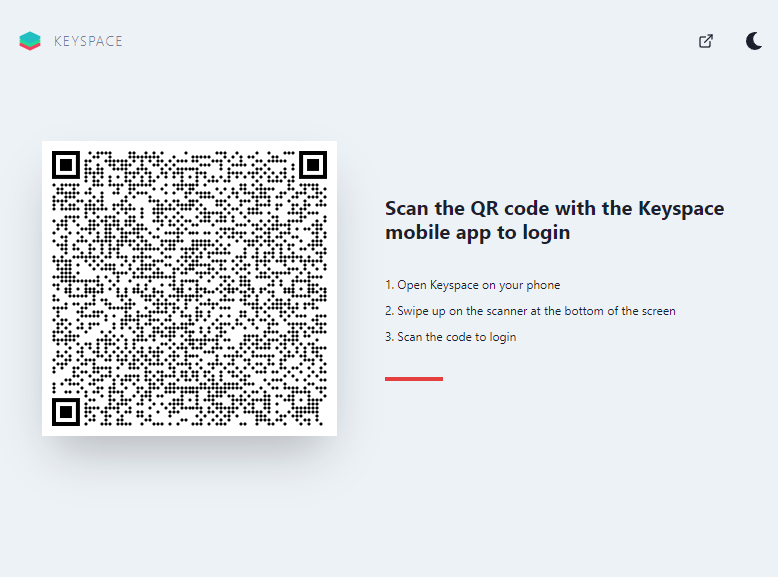 KEYSPACE
Scan the QR code with the Keyspace
mobile app to login
1. Open Keyspace on your phone
2. Swipe up on the scanner at the bottom of the screen
3. Scan the code to login